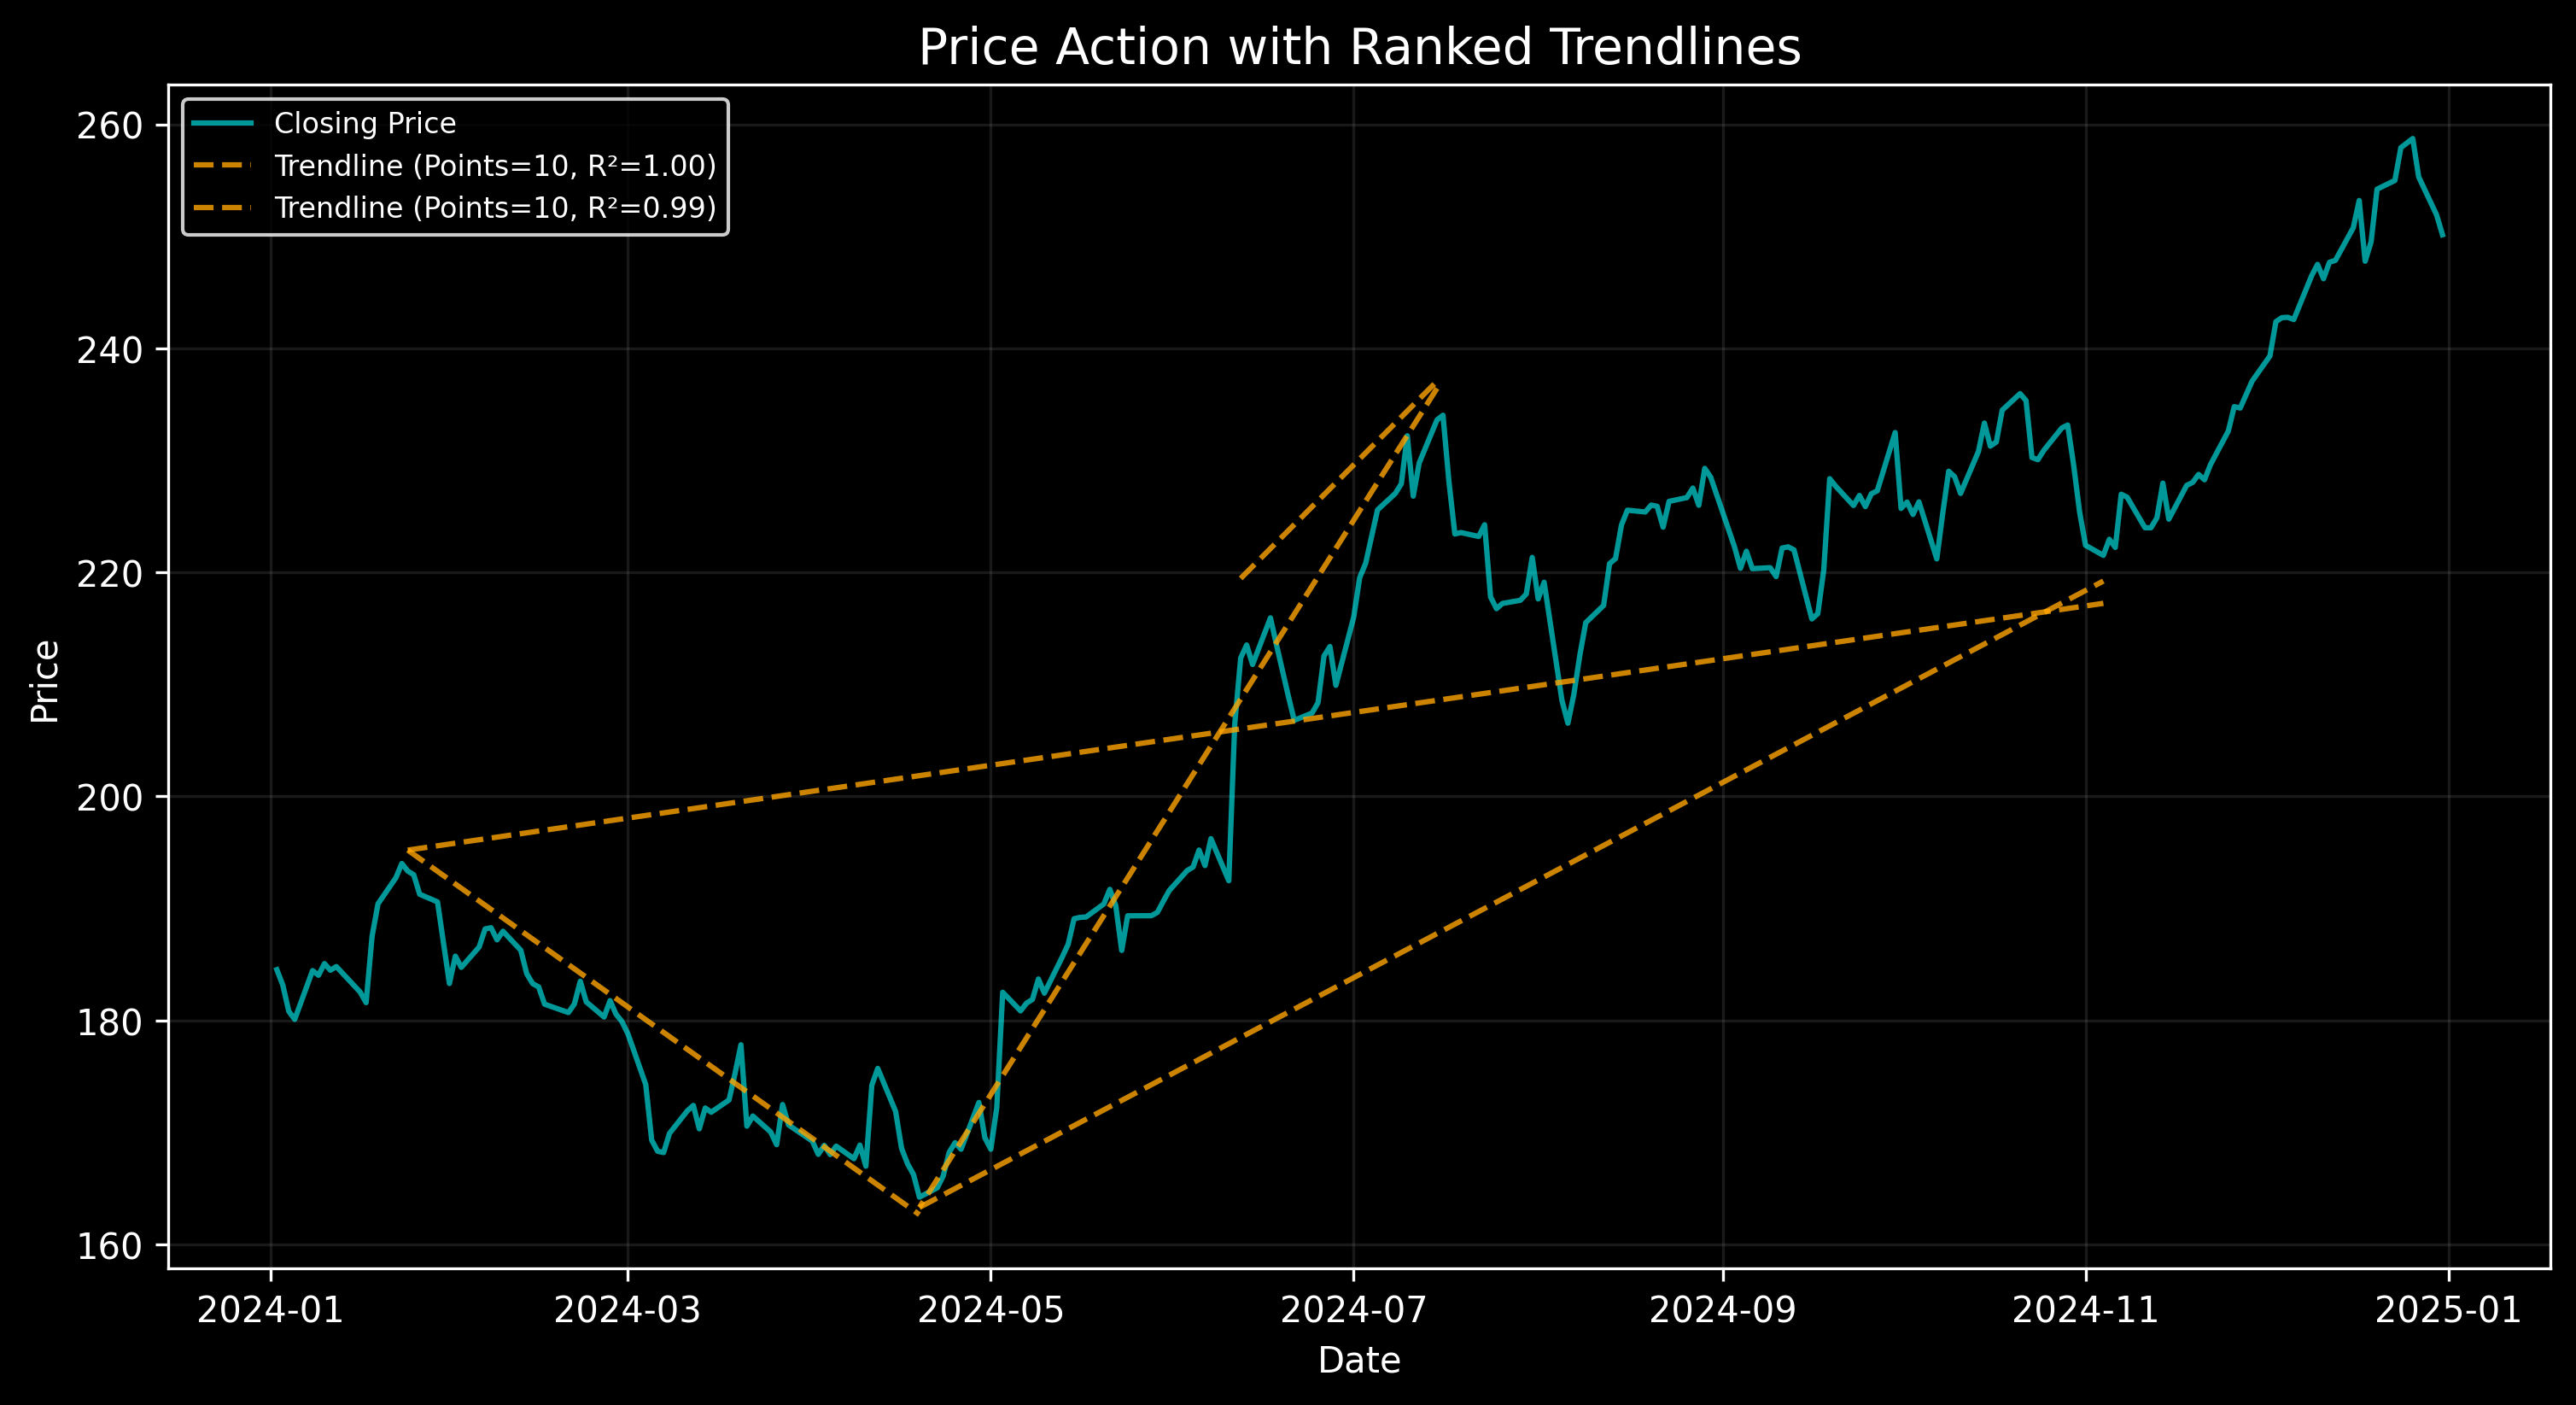 Price Action with Ranked Trendlines
Closing Price
Trendline (Points=10, R²=1.00)
Trendline (Points=10, R²=0.99)
260
240
220
200
180
160
Price
2024-01
2024-03
2024-05
2024-07
2024-09
2024-11
2025-01
Date